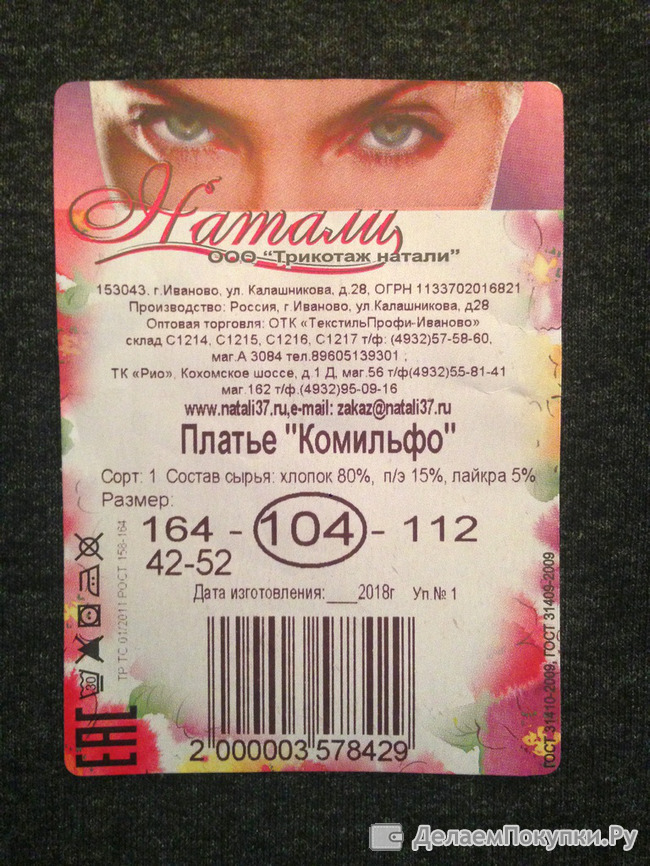 Натали
ООО "Трикотаж натали"
153043. г.Иваново, ул. Калашникова, д.28, ОГРН 1133702016821
Производство: Россия, г.Иваново, ул.Калашникова, д28
Оптовая торговля: ОТК «ТекстильПрофи-Иваново»
склад С1214, С1215, С1216, С1217 т/ф: (4932)57-58-60,
маг.А 3084 тел.89605139301 ;
ТК «Рио», Кохомское шоссе, д.1 Д, маг.56 т/ф(4932)55-81-41
маг.162 т/ф.(4932)95-09-16
www.natali37.ru,e-mail: zakaz@natali37.ru
Платье "Комильфо"
Сорт: 1 Состав сырья: хлопок 80%, п/э 15%, лайкра 5%
Размер:
164 - 104 - 112
42-52
Дата изготовления:____2018г Уп.№ 1
2 000003 578429
30
ТР ТС 01/2011 РОСТ 158-164
ЕАС
ГОСТ 31410-2009, ГОСТ 31409-2009
ДелаемПокупки.Ру